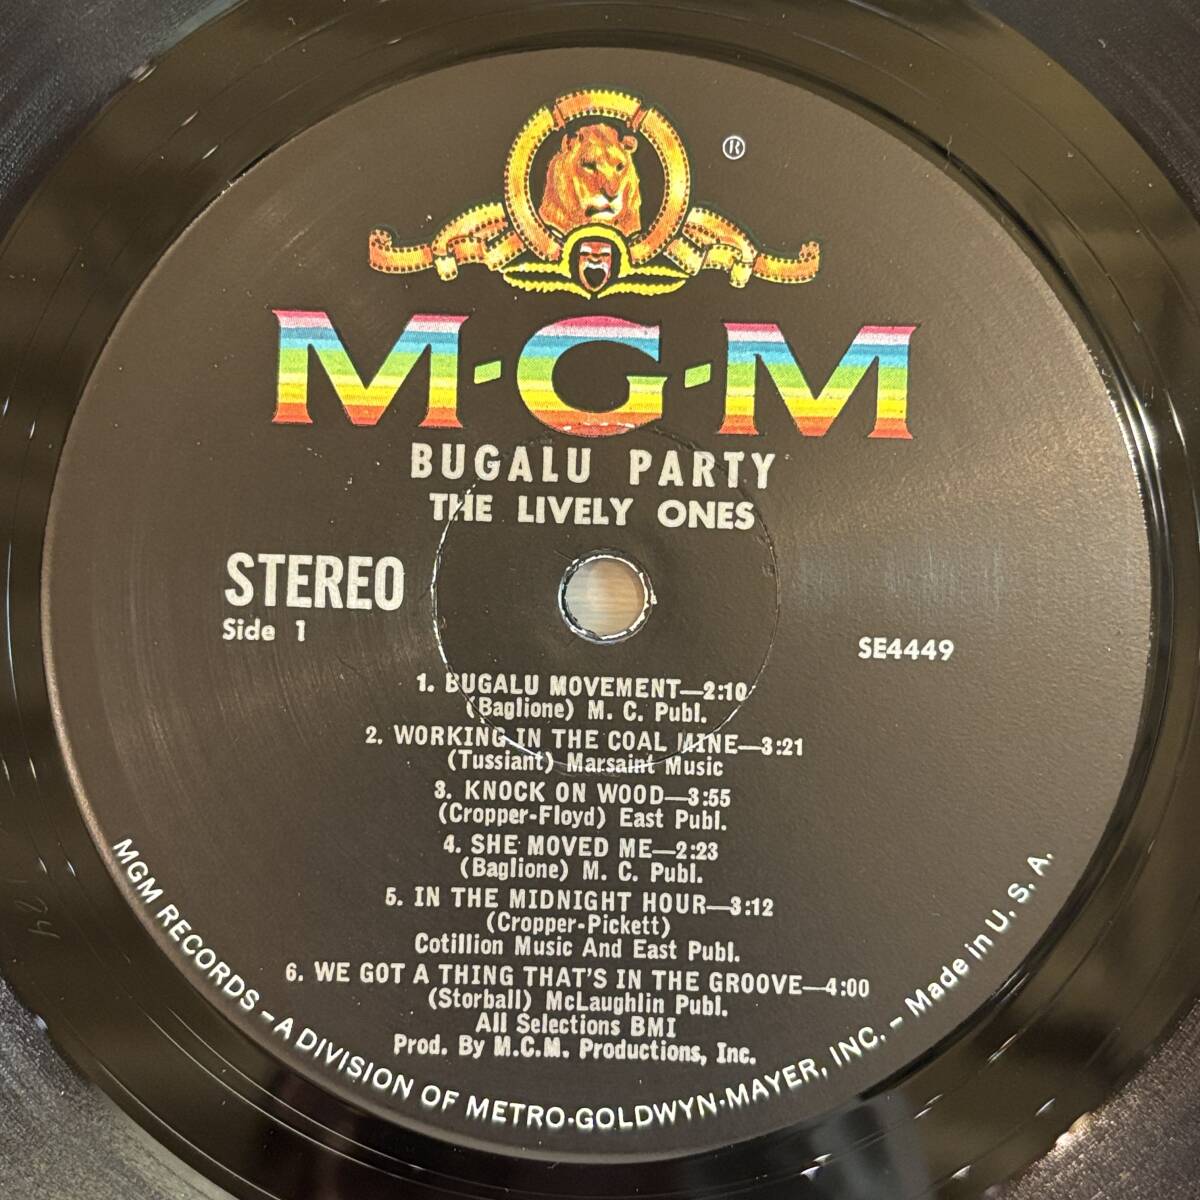 ®
M·G·M
BUGALU PARTY
THE LIVELY ONES
STEREO
Side 1
SE4449
1. BUGALU MOVEMENT—2:10
(Baglione) M. C. Publ.
2. WORKING IN THE COAL MINE—3:21
(Tussiant) Marsaint Music
3. KNOCK ON WOOD—3:55
(Cropper-Floyd) East Publ.
4. SHE MOVED ME—2:23
(Baglione) M. C. Publ.
5. IN THE MIDNIGHT HOUR—3:12
(Cropper-Pickett)
Cotillion Music And East Publ.
6. WE GOT A THING THAT'S IN THE GROOVE—4:00
(Storball) McLaughlin Publ.
All Selections BMI
Prod. By M.C.M. Productions, Inc.
MGM RECORDS – A DIVISION OF METRO-GOLDWYN-MAYER, INC. – Made in U. S. A.